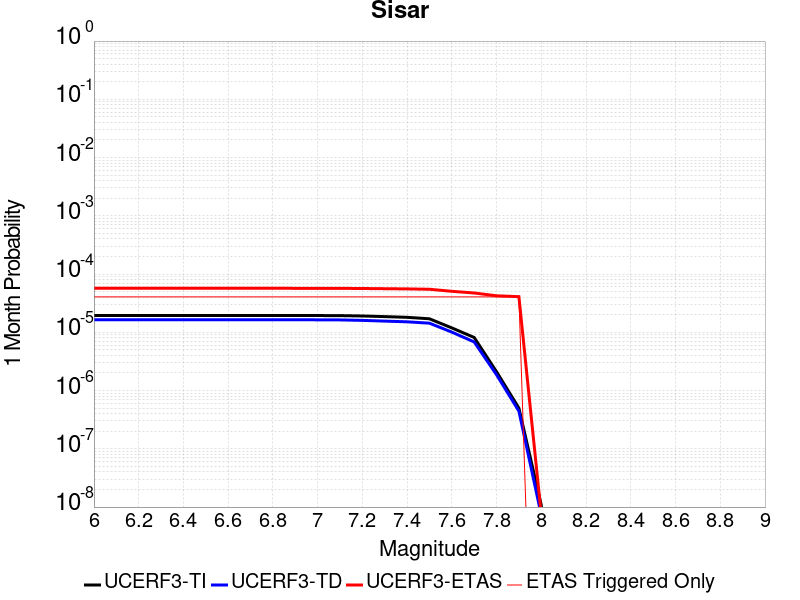 Sisar
10^0
10^-1
10^-2
10^-3
10^-4
10^-5
10^-6
10^-7
10^-8
1 Month Probability
6 6.2 6.4 6.6 6.8 7 7.2 7.4 7.6 7.8 8 8.2 8.4 8.6 8.8 9
Magnitude
UCERF3-TI UCERF3-TD UCERF3-ETAS ETAS Triggered Only